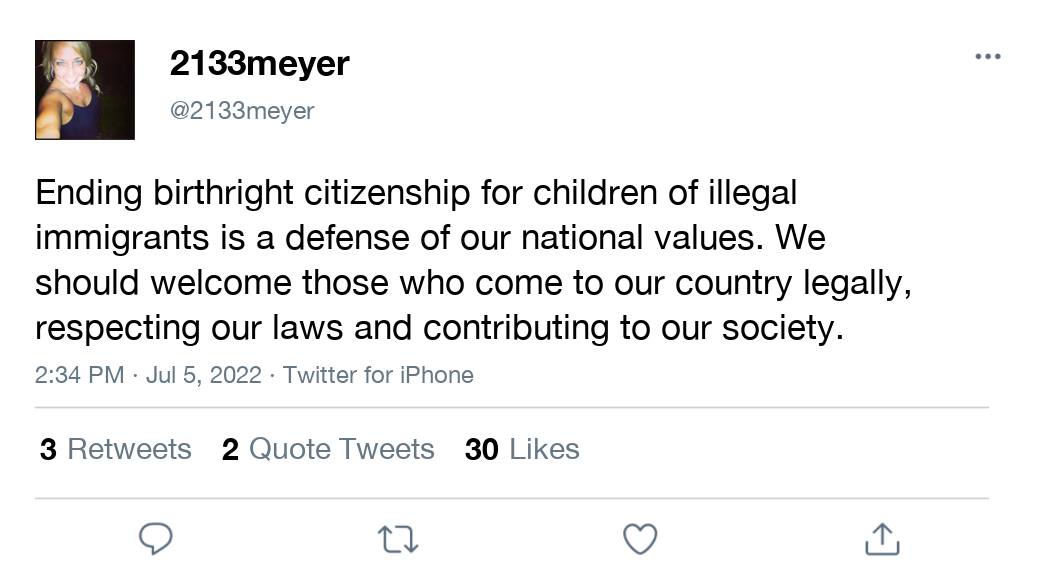 2133meyer
@2133meyer
Ending birthright citizenship for children of illegal
immigrants is a defense of our national values. We
should welcome those who come to our country legally,
respecting our laws and contributing to our society.
2:34 PM · Jul 5, 2022 · Twitter for iPhone
3 Retweets 2 Quote Tweets 30 Likes